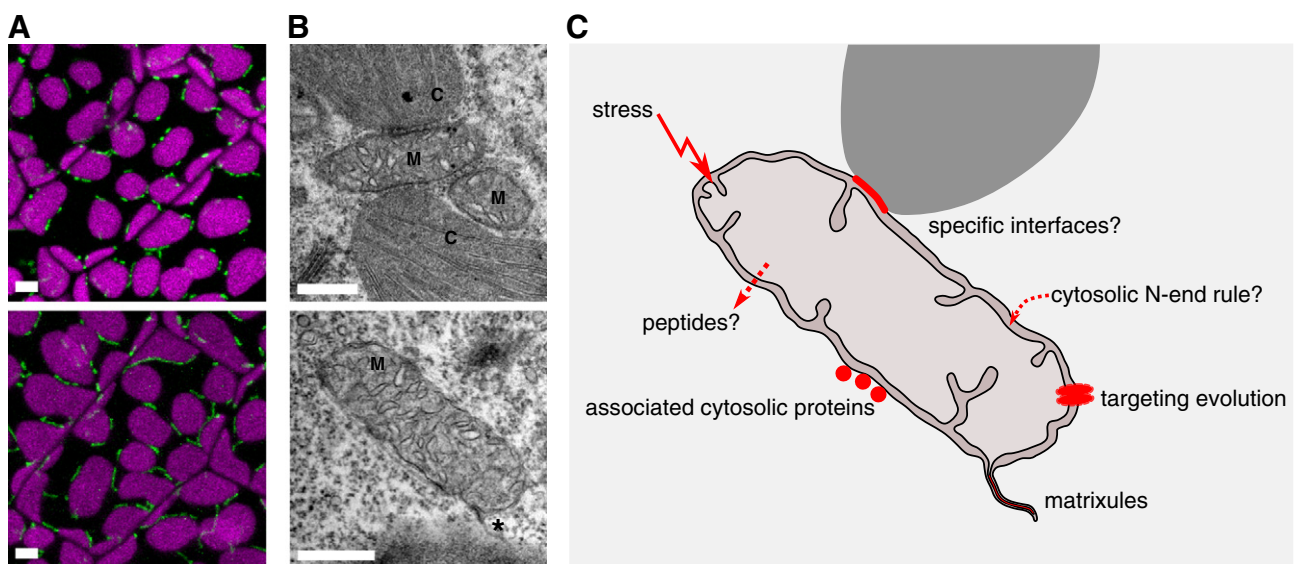 A
B
C
C
M
M
C
M
*
stress
specific interfaces?
cytosolic N-end rule?
peptides?
associated cytosolic proteins
targeting evolution
matrixules